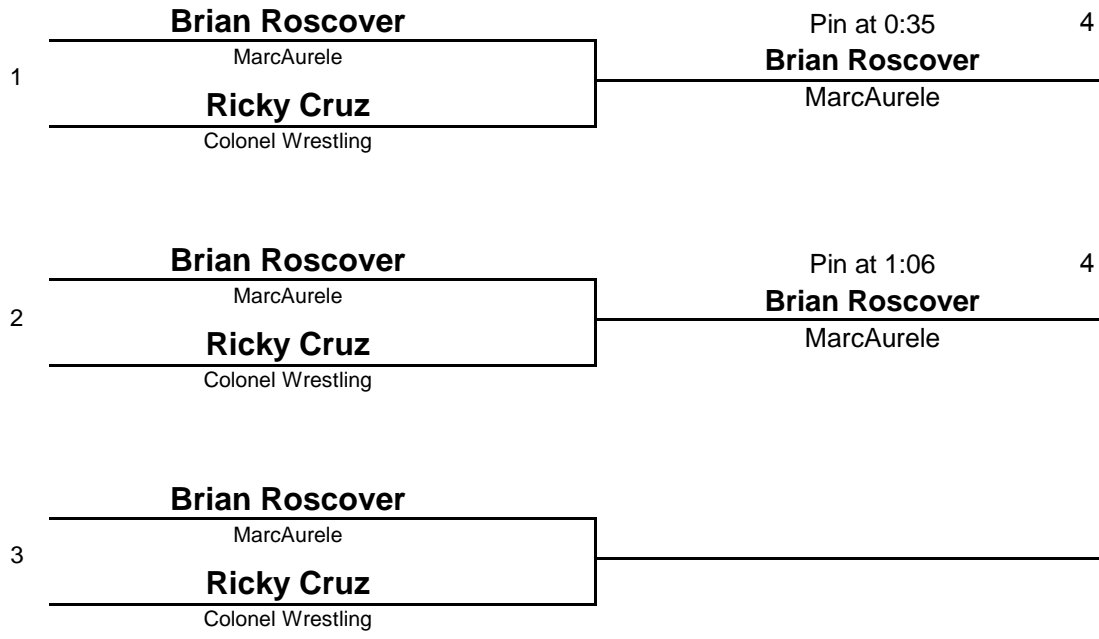 Brian Roscover
Pin at 0:35
4
MarcAurele
Brian Roscover
1
Ricky Cruz
MarcAurele
Colonel Wrestling
Brian Roscover
Pin at 1:06
4
MarcAurele
Brian Roscover
2
Ricky Cruz
MarcAurele
Colonel Wrestling
Brian Roscover
MarcAurele
3
Ricky Cruz
Colonel Wrestling